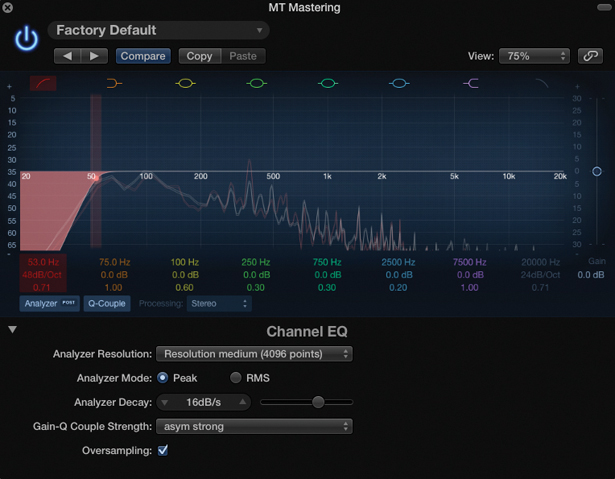 MT Mastering
Factory Default
Compare Copy Paste View: 75%
+ +
5 30
10 25
15 20
20 15
25 10
30 5
35 20 50 100 200 500 1k 2k 5k 10k 20k 0
40 5
45 10
50 15
55 20
60 25
65 30
- -
53.0 Hz 75.0 Hz 100 Hz 250 Hz 750 Hz 2500 Hz 7500 Hz 20000 Hz Gain
48dB/Oct 0.0 dB 0.0 dB 0.0 dB 0.0 dB 0.0 dB 0.0 dB 24dB/Oct 0.0 dB
0.71 1.00 0.60 0.30 0.30 0.20 1.00 0.71
Analyzer POST Q-Couple Processing: Stereo
Channel EQ
Analyzer Resolution: Resolution medium (4096 points)
Analyzer Mode: Peak RMS
Analyzer Decay: 16dB/s
Gain-Q Couple Strength: asym strong
Oversampling: